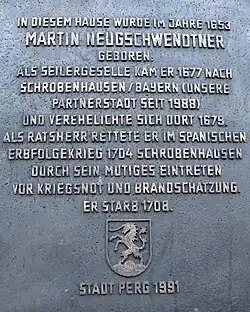 IN DIESEM HAUSE WURDE IM JAHRE 1653
MARTIN NEUGSCHWENDTNER
GEBOREN.
ALS SEILERGESELLE KAM ER 1677 NACH
SCHROBENHAUSEN/BAYERN (UNSERE
PARTNERSTADT SEIT 1988)
UND VEREHELICHTE SICH DORT 1679.
ALS RATSHERR RETTETE ER IM SPANISCHEN
ERBFOLGEKRIEG 1704 SCHROBENHAUSEN
DURCH SEIN MUTIGES EINTRETEN
VOR KRIEGSNOT UND BRANDSCHATZUNG
ER STARB 1708.
STADT PERG 1991